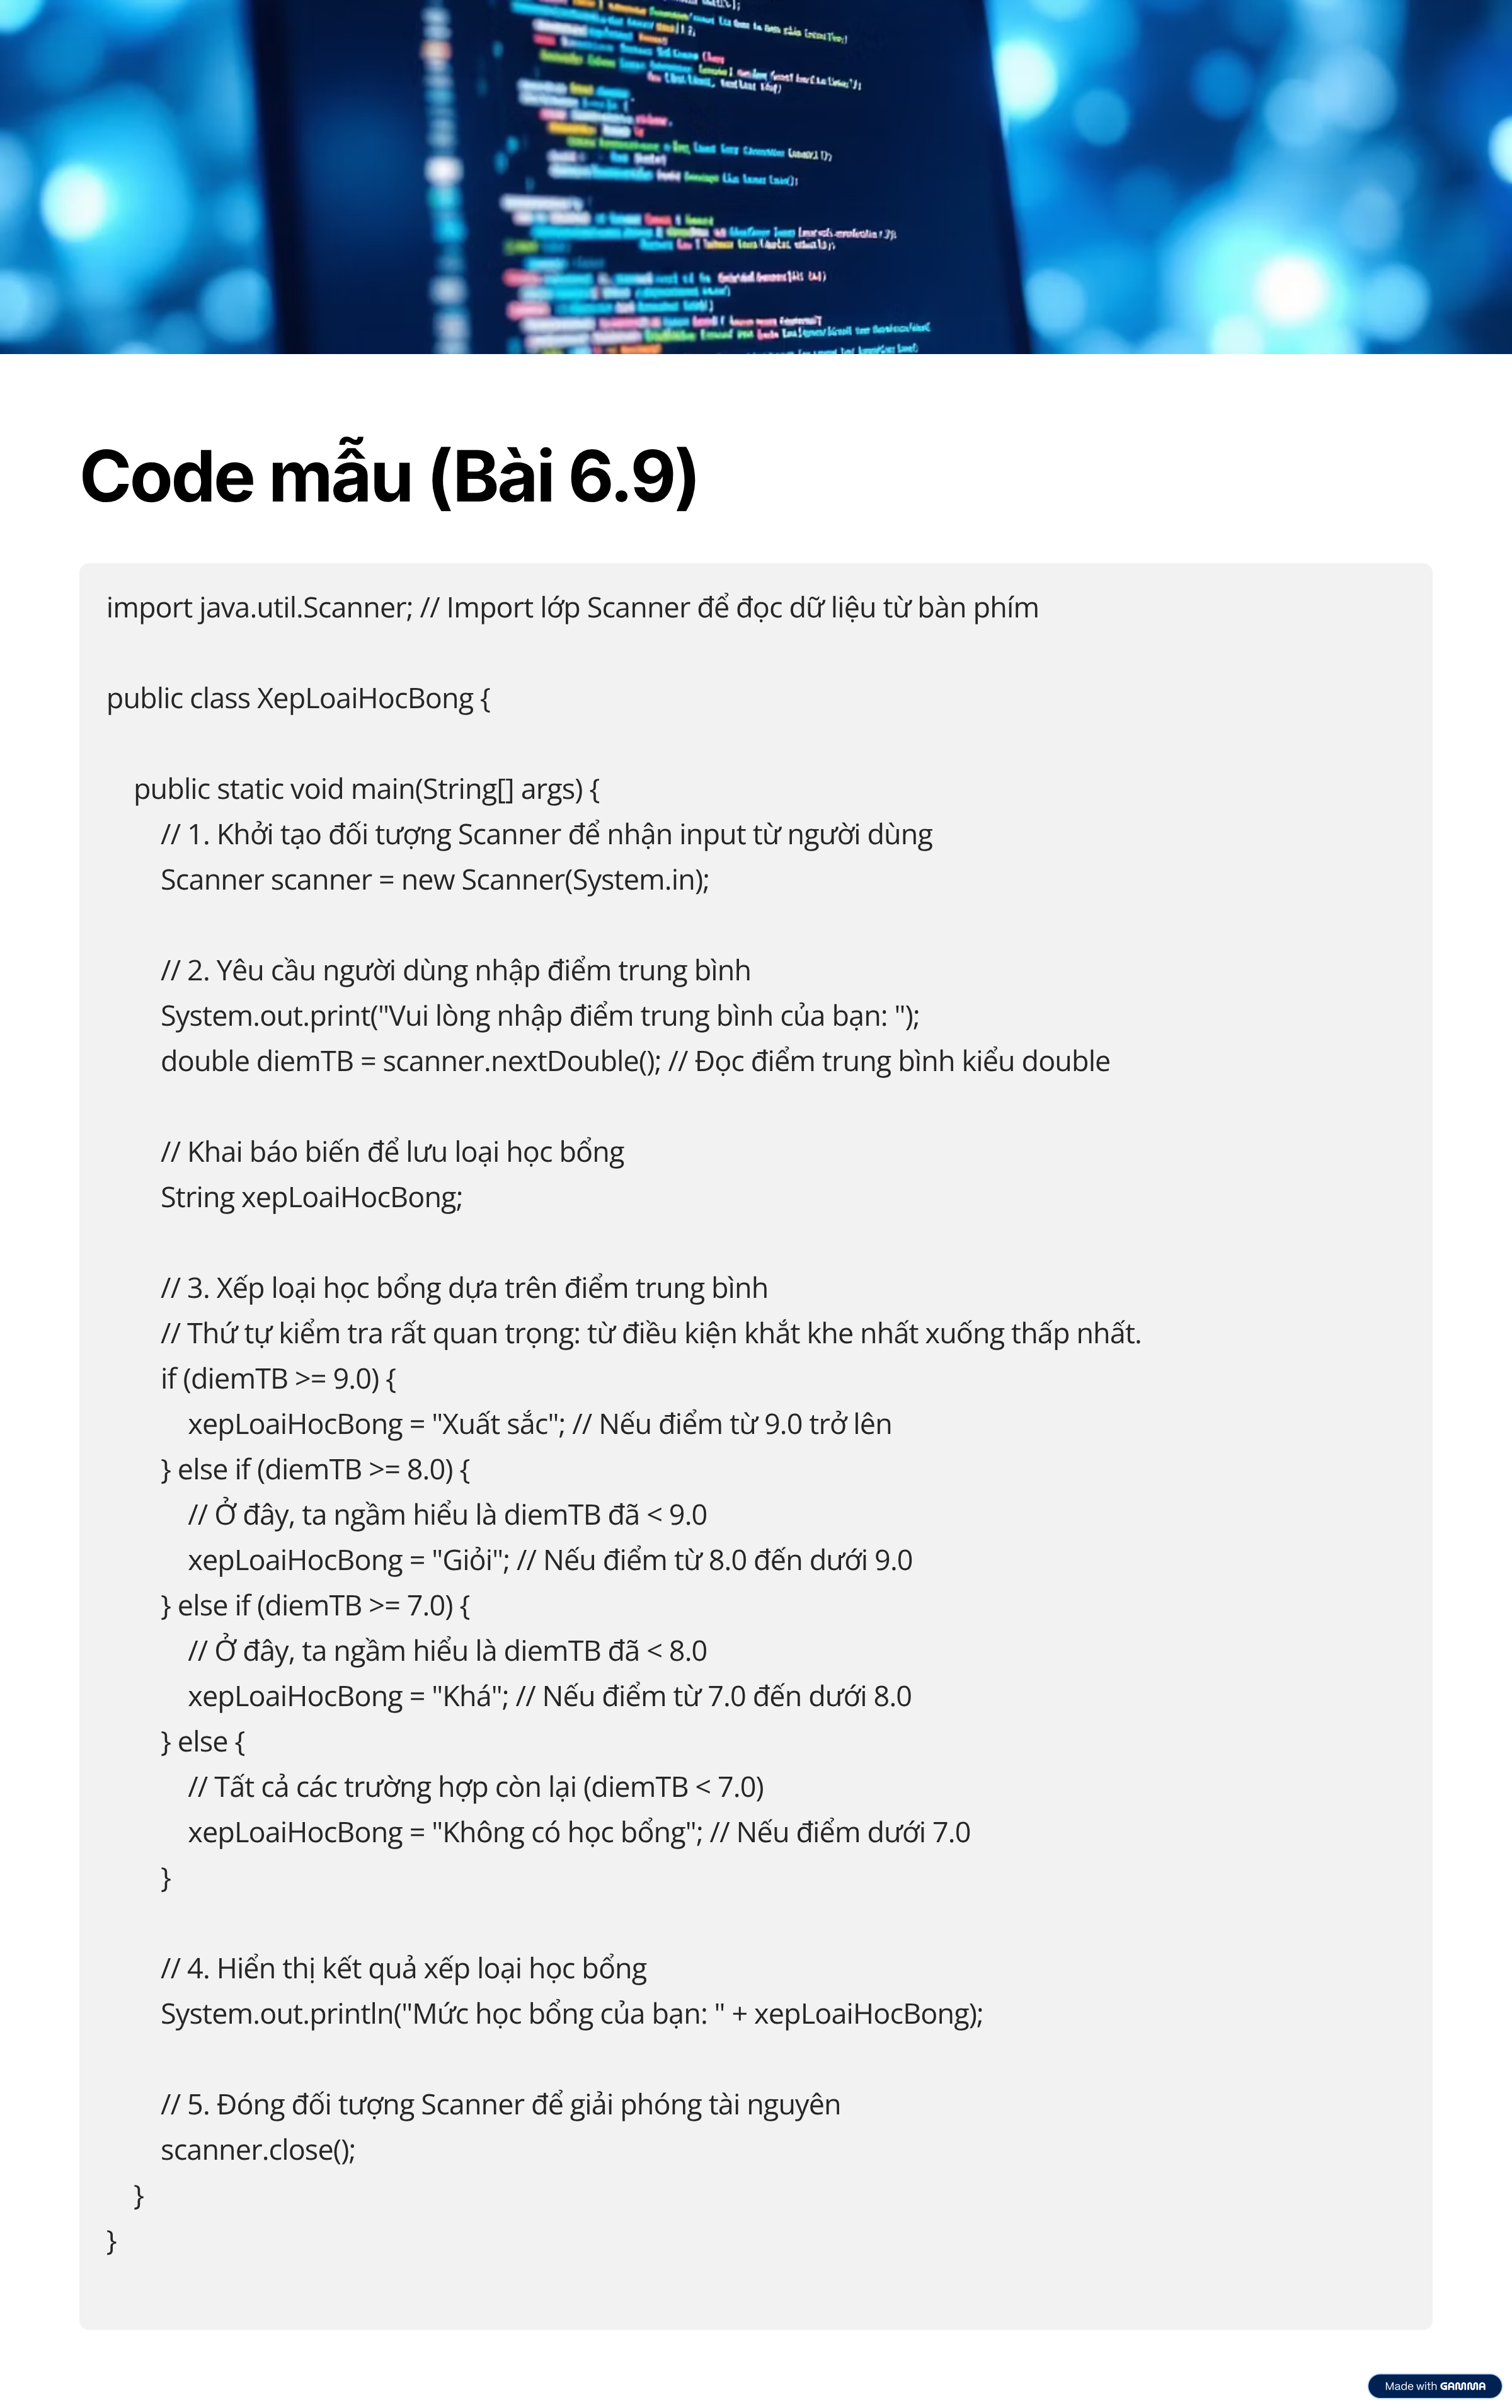 Code mẫu (Bài 6.9)
import java.util.Scanner; // Import lớp Scanner để đọc dữ liệu từ bàn phím
public class XepLoaiHocBong {
public static void main(String[] args) {
// 1. Khởi tạo đối tượng Scanner để nhận input từ người dùng
Scanner scanner = new Scanner(System.in);
// 2. Yêu cầu người dùng nhập điểm trung bình
System.out.print("Vui lòng nhập điểm trung bình của bạn: ");
double diemTB = scanner.nextDouble(); // Đọc điểm trung bình kiểu double
// Khai báo biến để lưu loại học bổng
String xepLoaiHocBong;
// 3. Xếp loại học bổng dựa trên điểm trung bình
// Thứ tự kiểm tra rất quan trọng: từ điều kiện khắt khe nhất xuống thấp nhất.
if (diemTB >= 9.0) {
xepLoaiHocBong = "Xuất sắc"; // Nếu điểm từ 9.0 trở lên
} else if (diemTB >= 8.0) {
// Ở đây, ta ngầm hiểu là diemTB đã < 9.0
xepLoaiHocBong = "Giỏi"; // Nếu điểm từ 8.0 đến dưới 9.0
} else if (diemTB >= 7.0) {
// Ở đây, ta ngầm hiểu là diemTB đã < 8.0
xepLoaiHocBong = "Khá"; // Nếu điểm từ 7.0 đến dưới 8.0
} else {
// Tất cả các trường hợp còn lại (diemTB < 7.0)
xepLoaiHocBong = "Không có học bổng"; // Nếu điểm dưới 7.0
}
// 4. Hiển thị kết quả xếp loại học bổng
System.out.println("Mức học bổng của bạn: " + xepLoaiHocBong);
// 5. Đóng đối tượng Scanner để giải phóng tài nguyên
scanner.close();
}
}
Made with GAMMA